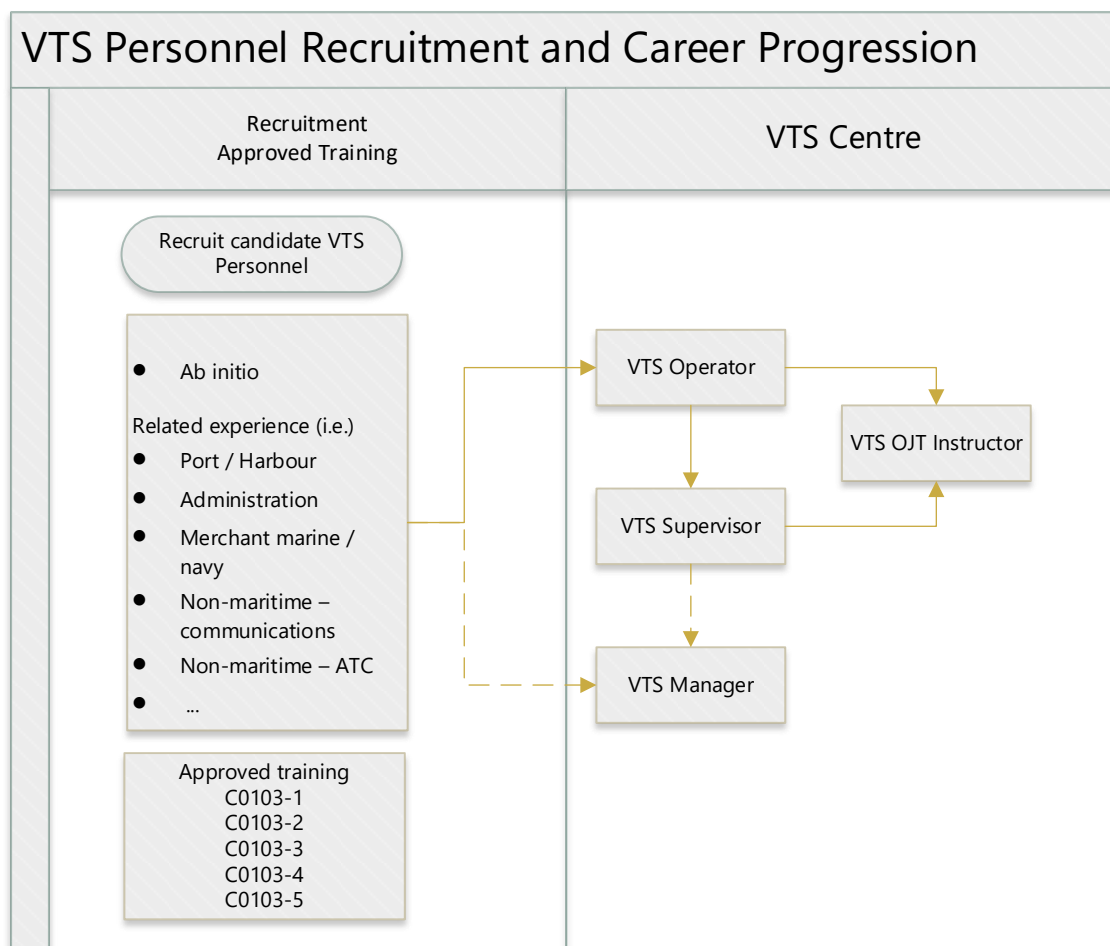 VTS Personnel Recruitment and Career Progression
Recruitment
Approved Training
VTS Centre
Recruit candidate VTS
Personnel
● Ab initio
Related experience (i.e.)
● Port / Harbour
● Administration
● Merchant marine /
navy
● Non-maritime –
communications
● Non-maritime – ATC
● ...
Approved training
C0103-1
C0103-2
C0103-3
C0103-4
C0103-5
VTS Operator
VTS OJT Instructor
VTS Supervisor
VTS Manager